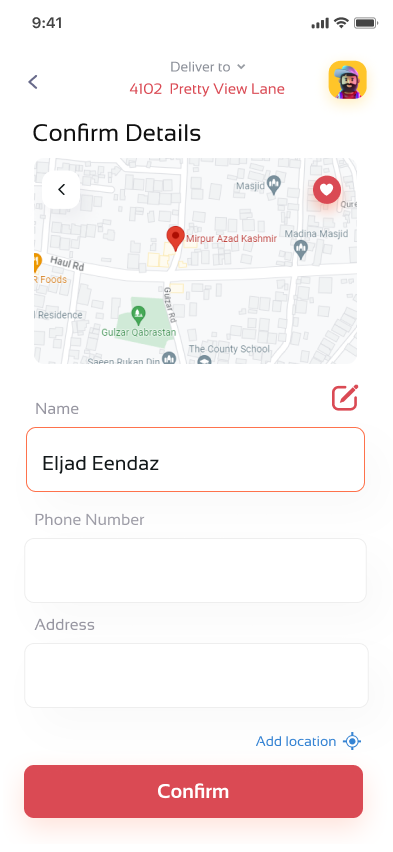 9:41
Deliver to
4102 Pretty View Lane
Confirm Details
Masjid
Qure
Mirpur Azad Kashmir
Madina Masjid
Haul Rd
R Foods
Gulzar Rd
l Residence
Gulzar Qabrastan
The County School
Saeen Rukan Din
Name
Eljad Eendaz
Phone Number
Address
Add location
Confirm